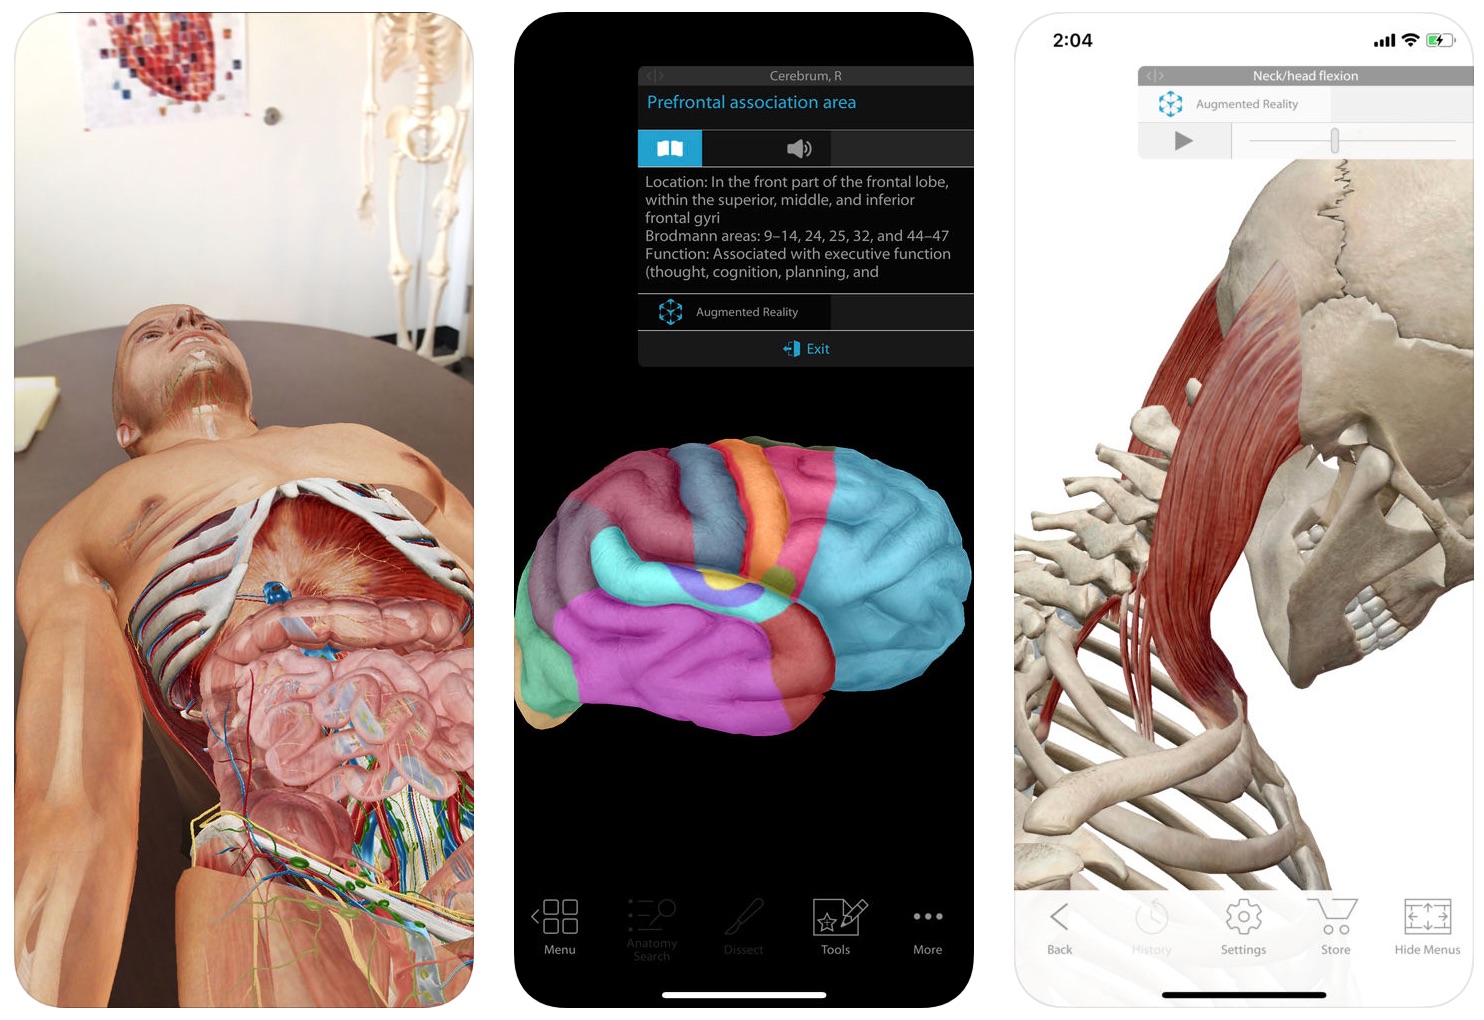 Cerebrum, R
Prefrontal association area
Location: In the front part of the frontal lobe,
within the superior, middle, and inferior
frontal gyri
Brodmann areas: 9–14, 24, 25, 32, and 44–47
Function: Associated with executive function
(thought, cognition, planning, and
Augmented Reality
Exit
Menu
Anatomy
Search
Dissect
Tools
More
2:04
Neck/head flexion
Augmented Reality
Back
History
Settings
Store
Hide Menus